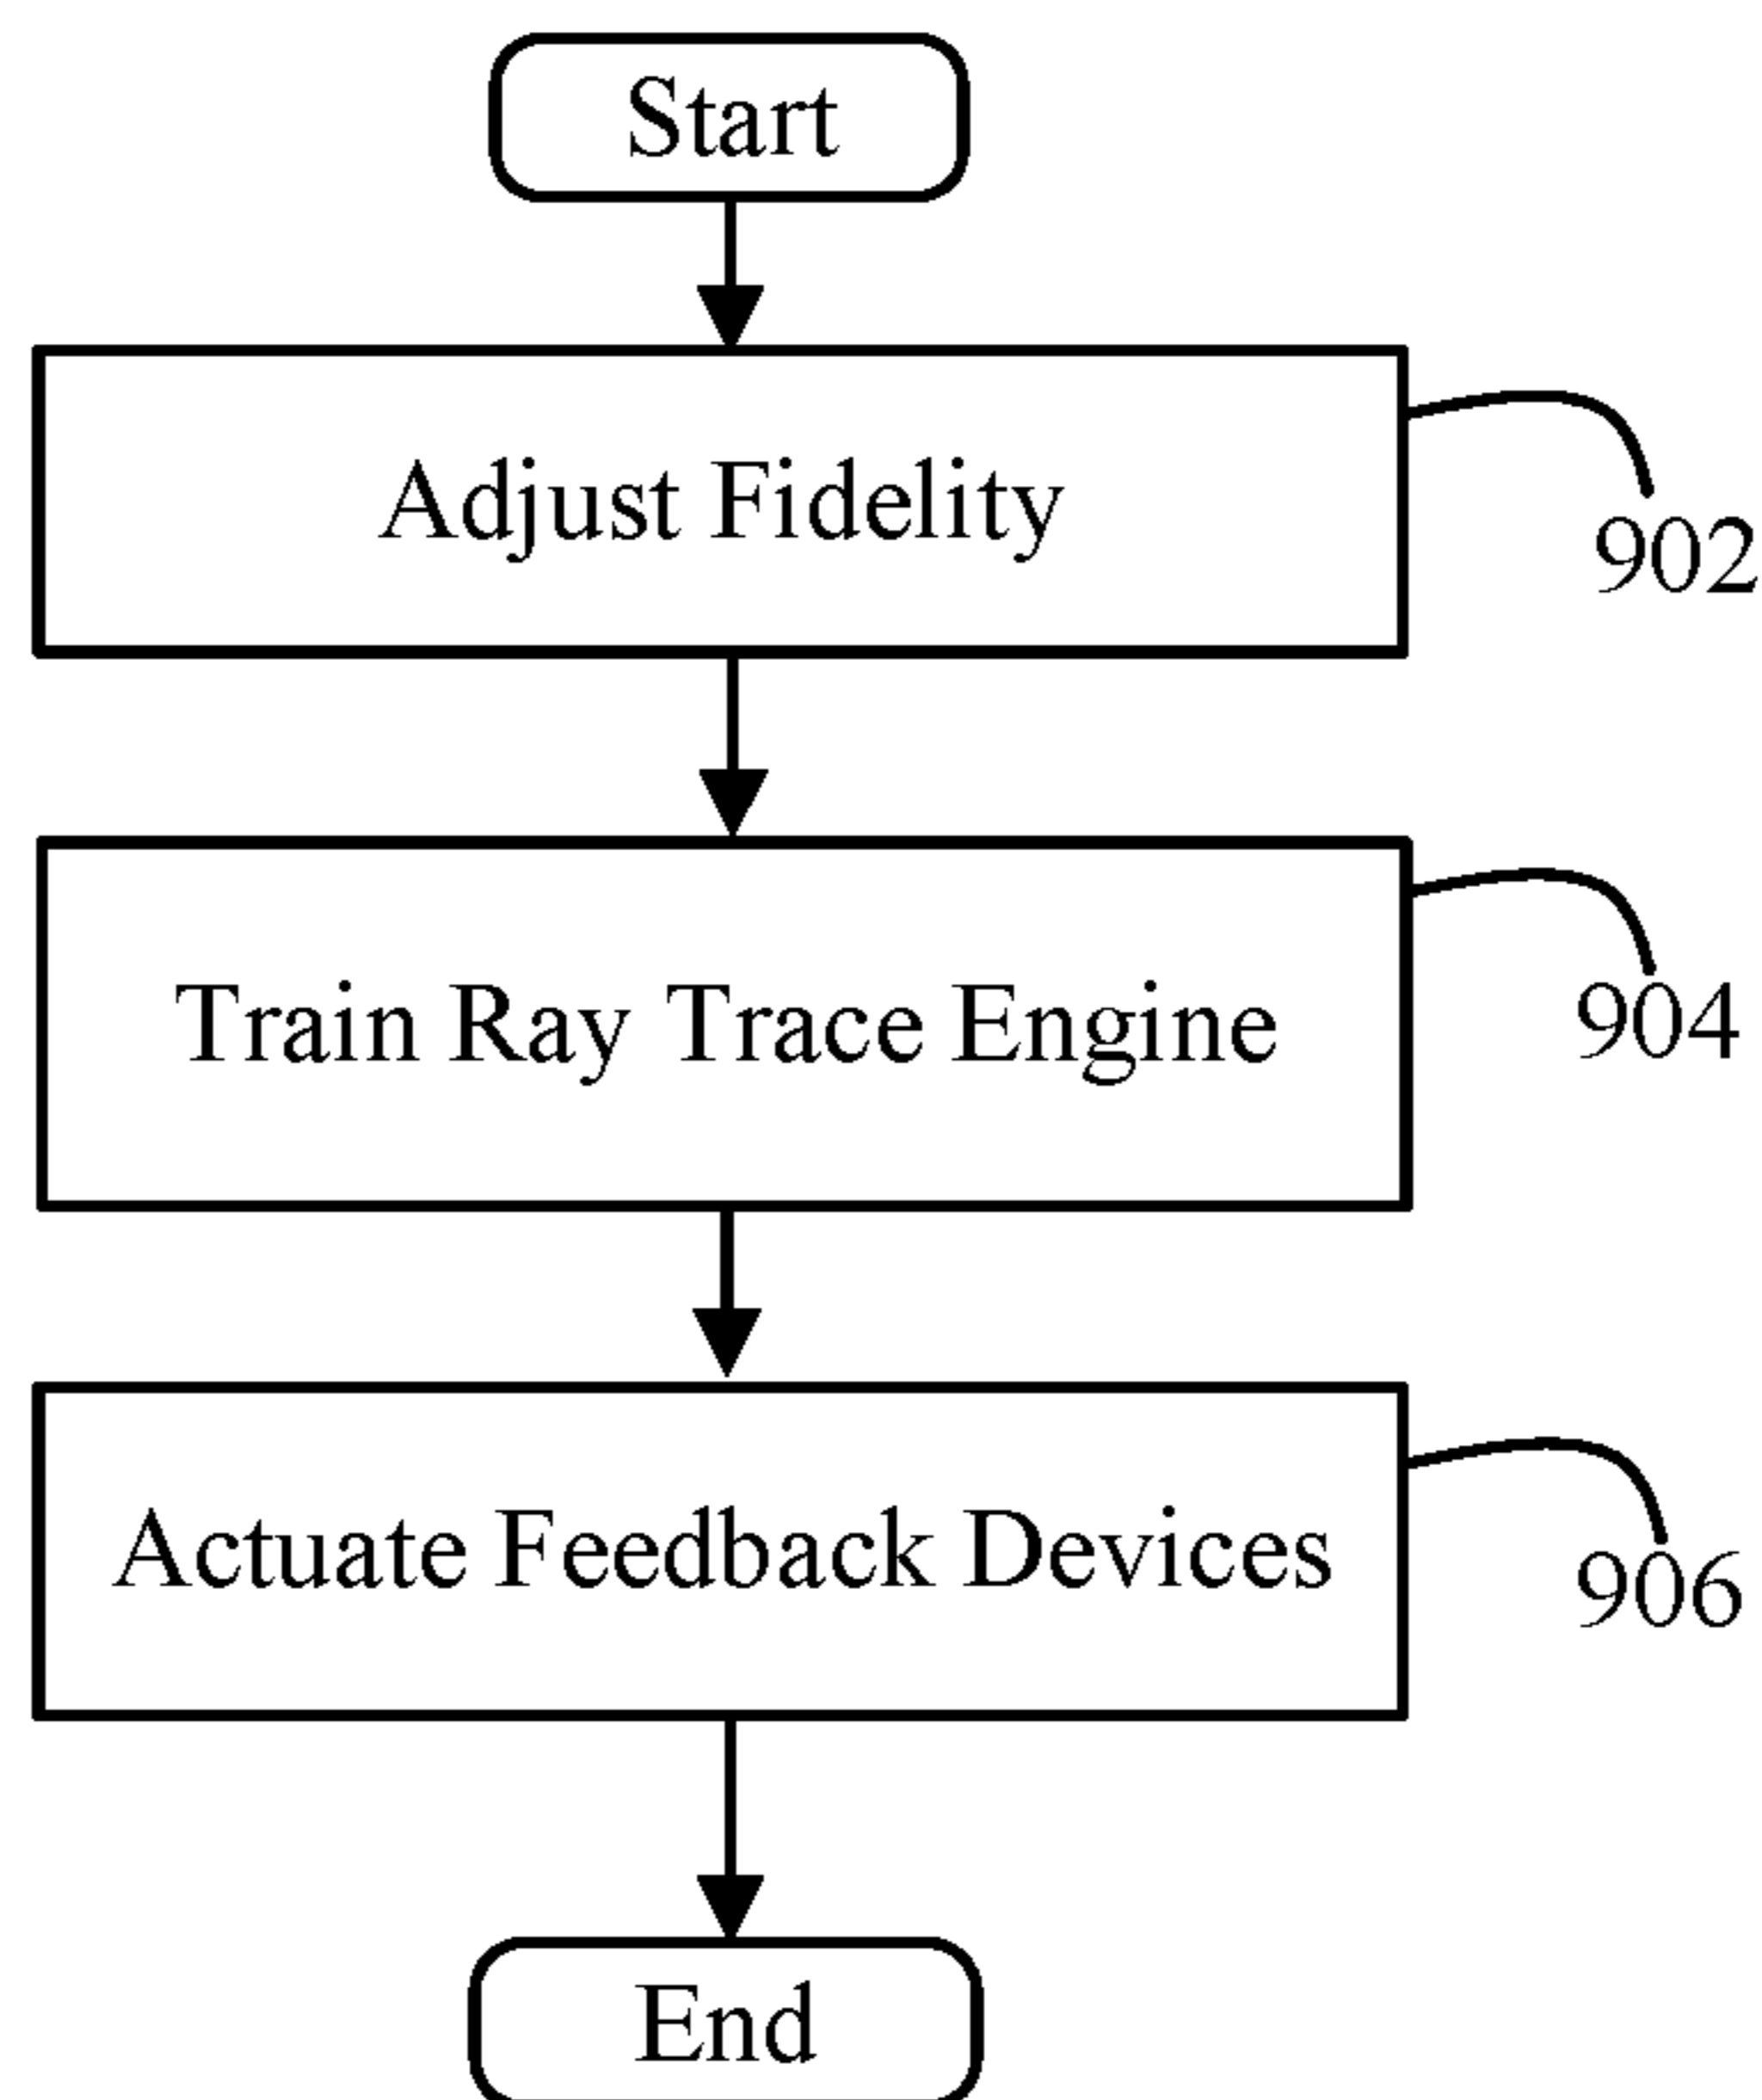 Start
Adjust Fidelity
902
Train Ray Trace Engine
904
Actuate Feedback Devices
906
End